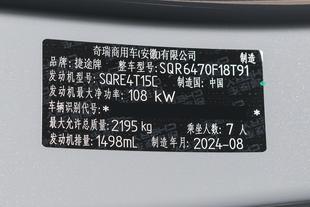 奇瑞商用车(安徽)有限公司 制造
品牌：捷途牌 整车型号：SQR6470F18T91
发动机型号：SQRE4T15C 制造国：中国
发动机最大净功率：108 kW
车辆识别代号：* *
最大允许总质量：2195 kg 乘坐人数：7 人
发动机排量：1498mL 制造年月：2024-08